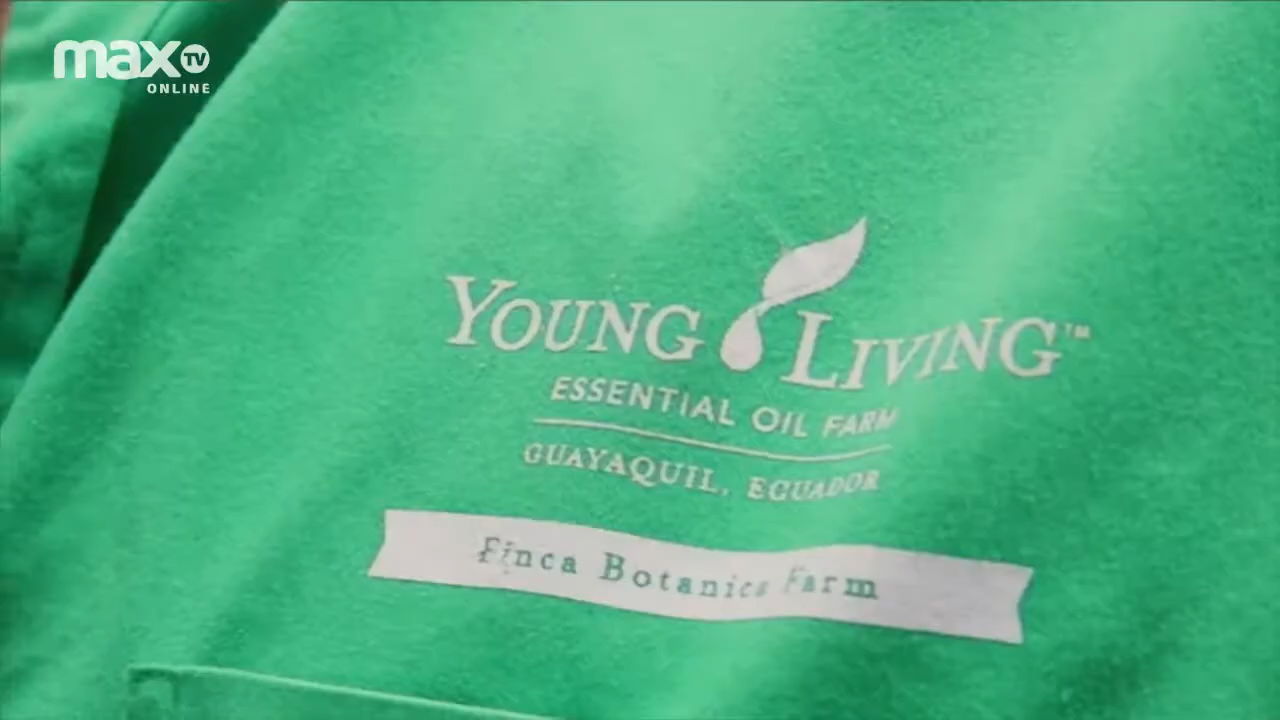 max TV
ONLINE
YOUNG LIVING™
ESSENTIAL OIL FARM
GUAYAQUIL, ECUADOR
Finca Botanica Farm